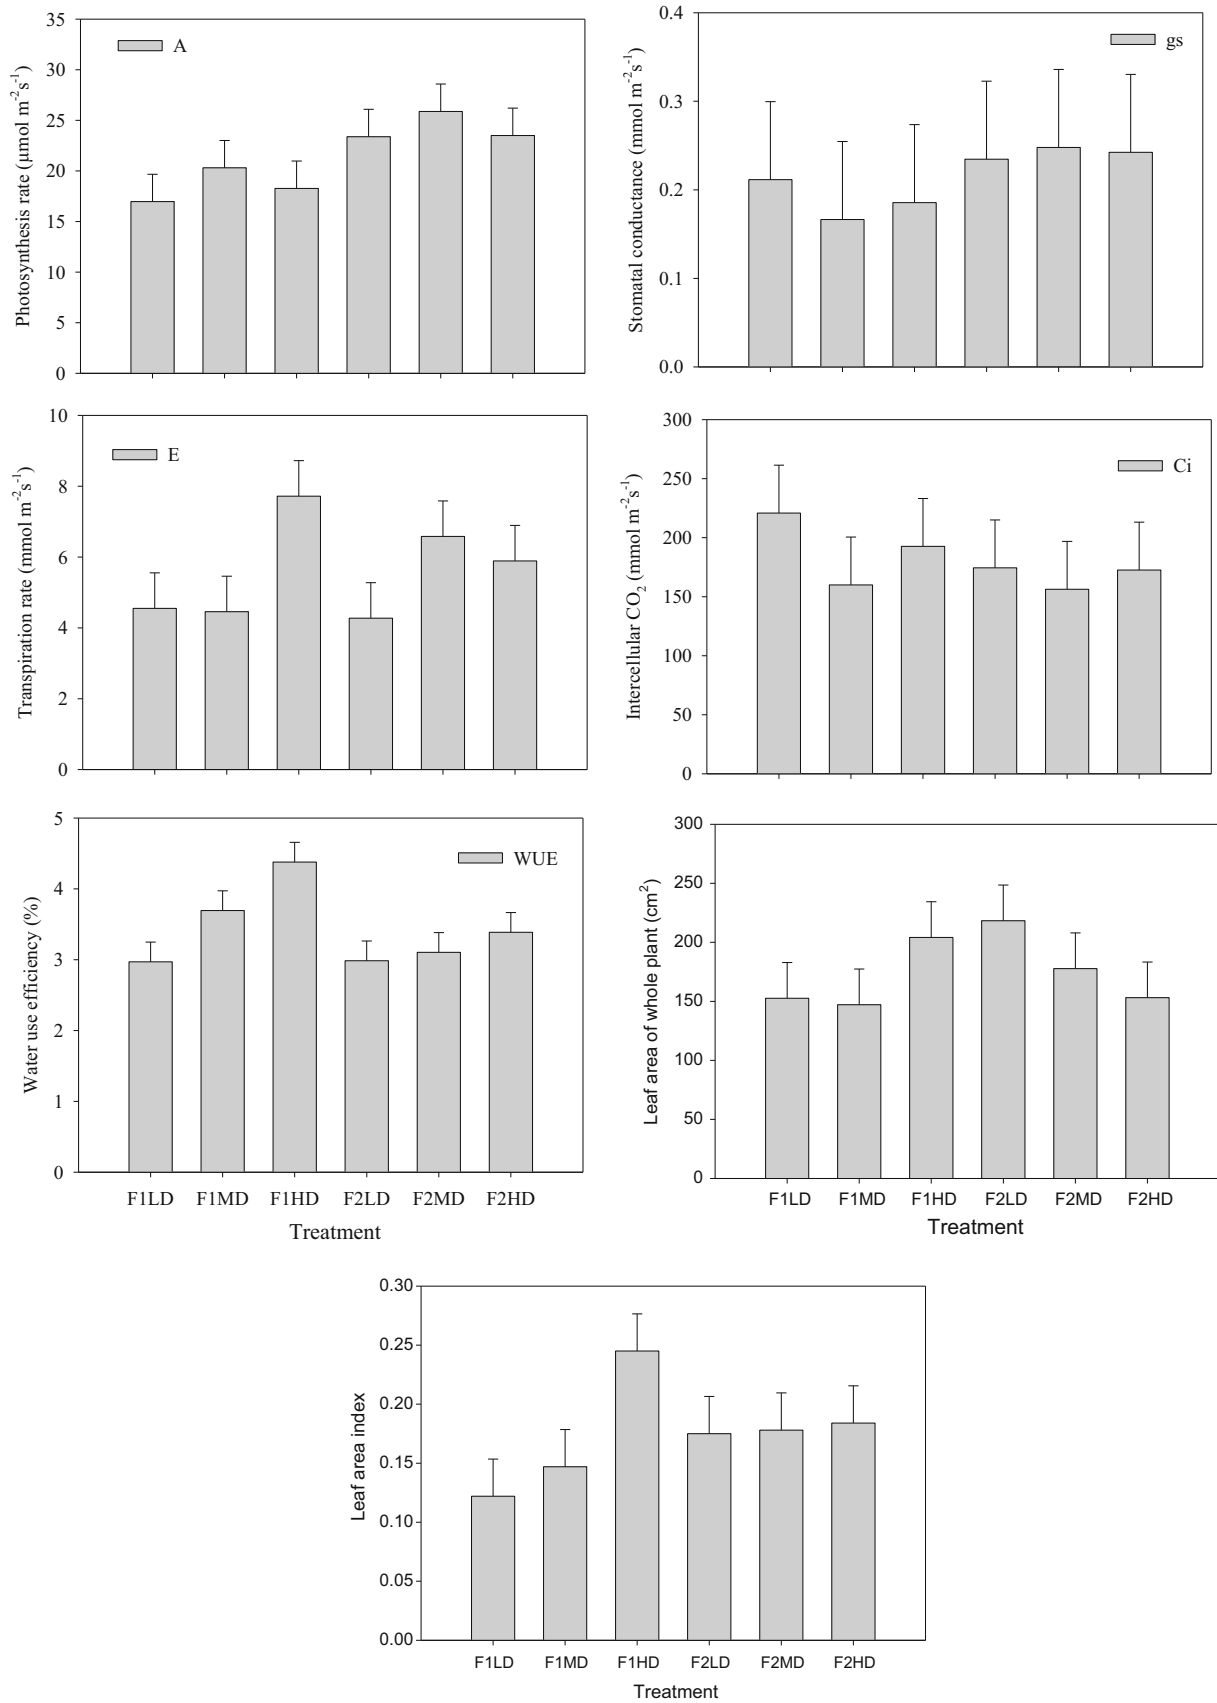 35
30
25
20
15
10
5
0
Photosynthesis rate (µmol m-2s-1)
A
0.4
0.3
0.2
0.1
0.0
Stomatal conductance (mmol m-2s-1)
gs
10
8
6
4
2
0
Transpiration rate (mmol m-2s-1)
E
300
250
200
150
100
50
0
Intercellular CO2 (mmol m-2s-1)
Ci
5
4
3
2
1
0
Water use efficiency (%)
WUE
F1LD F1MD F1HD F2LD F2MD F2HD
Treatment
300
250
200
150
100
50
0
Leaf area of whole plant (cm2)
F1LD F1MD F1HD F2LD F2MD F2HD
Treatment
0.30
0.25
0.20
0.15
0.10
0.05
0.00
Leaf area index
F1LD F1MD F1HD F2LD F2MD F2HD
Treatment